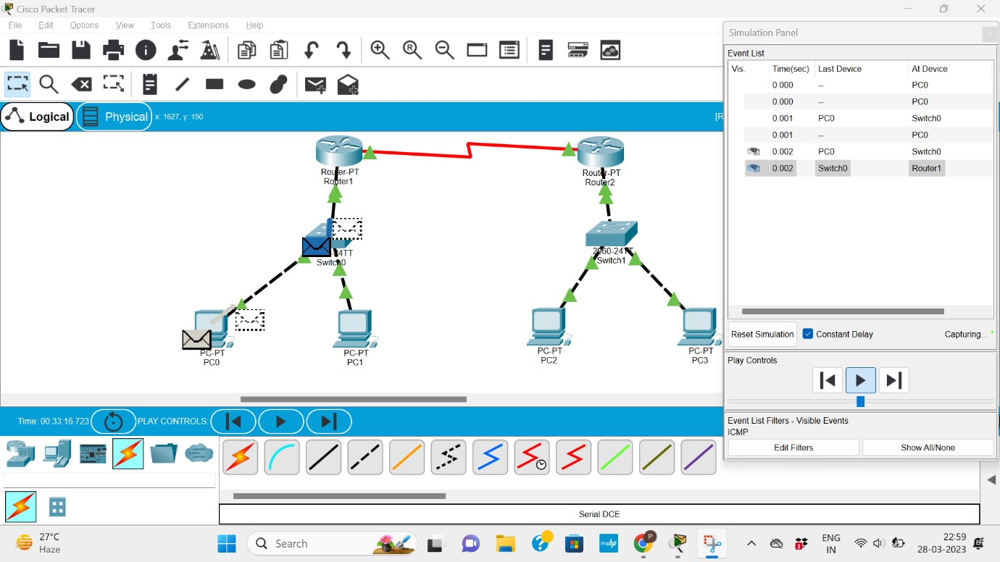 Cisco Packet Tracer
File Edit Options View Tools Extensions Help
Simulation Panel
Event List
Vis. Time(sec) Last Device At Device
0.000 -- PC0
0.000 -- PC0
0.001 PC0 Switch0
0.001 -- PC0
0.002 PC0 Switch0
0.002 Switch0 Router1
Reset Simulation Constant Delay Capturing...
Play Controls
Event List Filters - Visible Events
ICMP
Edit Filters Show All/None
Logical Physical x: 1627, y: 150 [R
Router-PT
Router1
Router-PT
Router2
24TT
Switch0
2960-24TT
Switch1
PC-PT
PC0
PC-PT
PC1
PC-PT
PC2
PC-PT
PC3
Time: 00:33:16.723 PLAY CONTROLS:
Serial DCE
27°C
Haze
Search
myhp
P
3
ENG
IN
22:59
28-03-2023